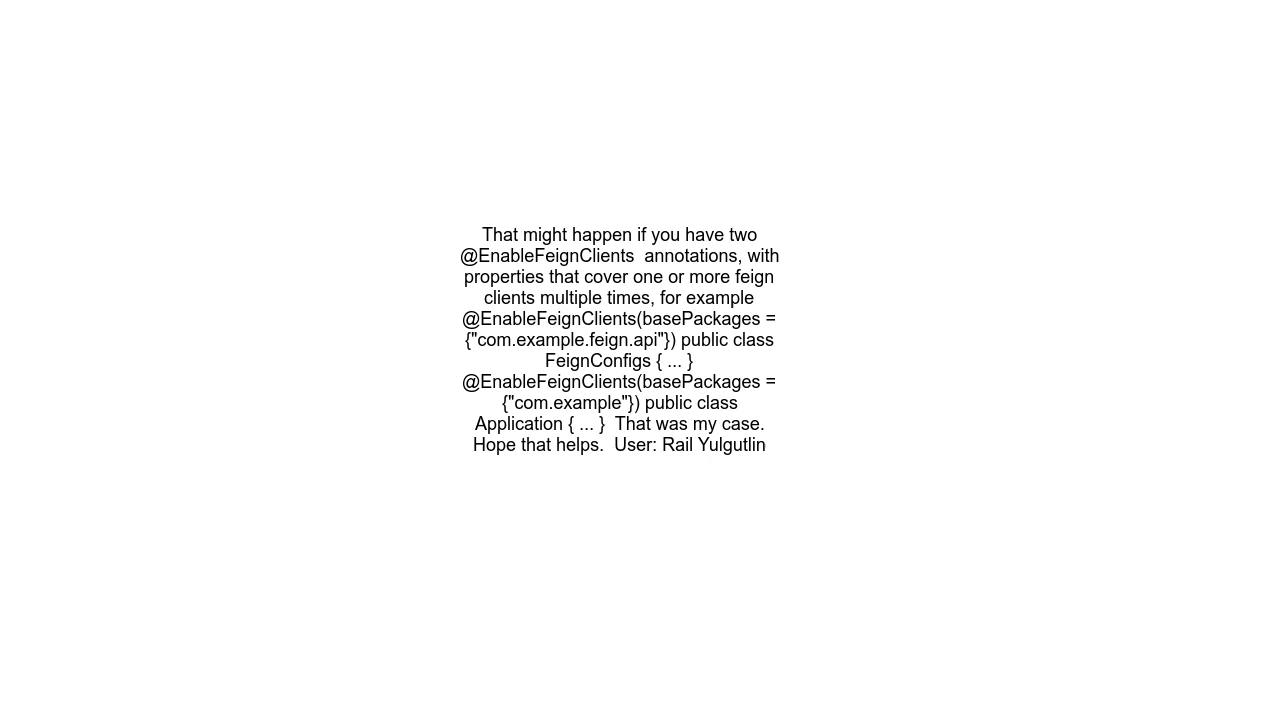 That might happen if you have two
@EnableFeignClients  annotations, with
properties that cover one or more feign
clients multiple times, for example
@EnableFeignClients(basePackages =
{"com.example.feign.api"}) public class
FeignConfigs { ... }
@EnableFeignClients(basePackages =
{"com.example"}) public class
Application { ... }  That was my case.
Hope that helps.  User: Rail Yulgutlin